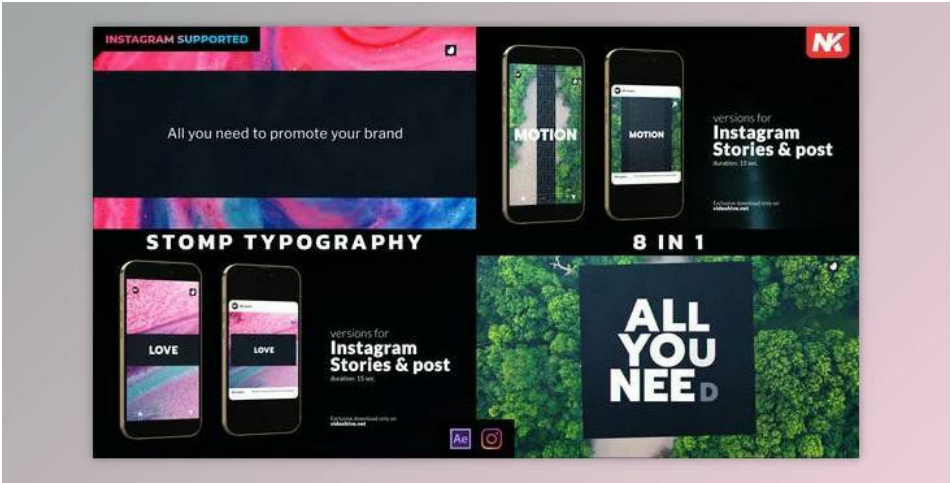 INSTAGRAM SUPPORTED
All you need to promote your brand
NK
MOTION
MOTION
versions for
Instagram
Stories & post
duration: 15 sec.
Exclusive download only on
videohive.net
STOMP TYPOGRAPHY
8 IN 1
LOVE
LOVE
versions for
Instagram
Stories & post
duration: 15 sec.
Exclusive download only on
videohive.net
Ae
ALL
YOU
NEED